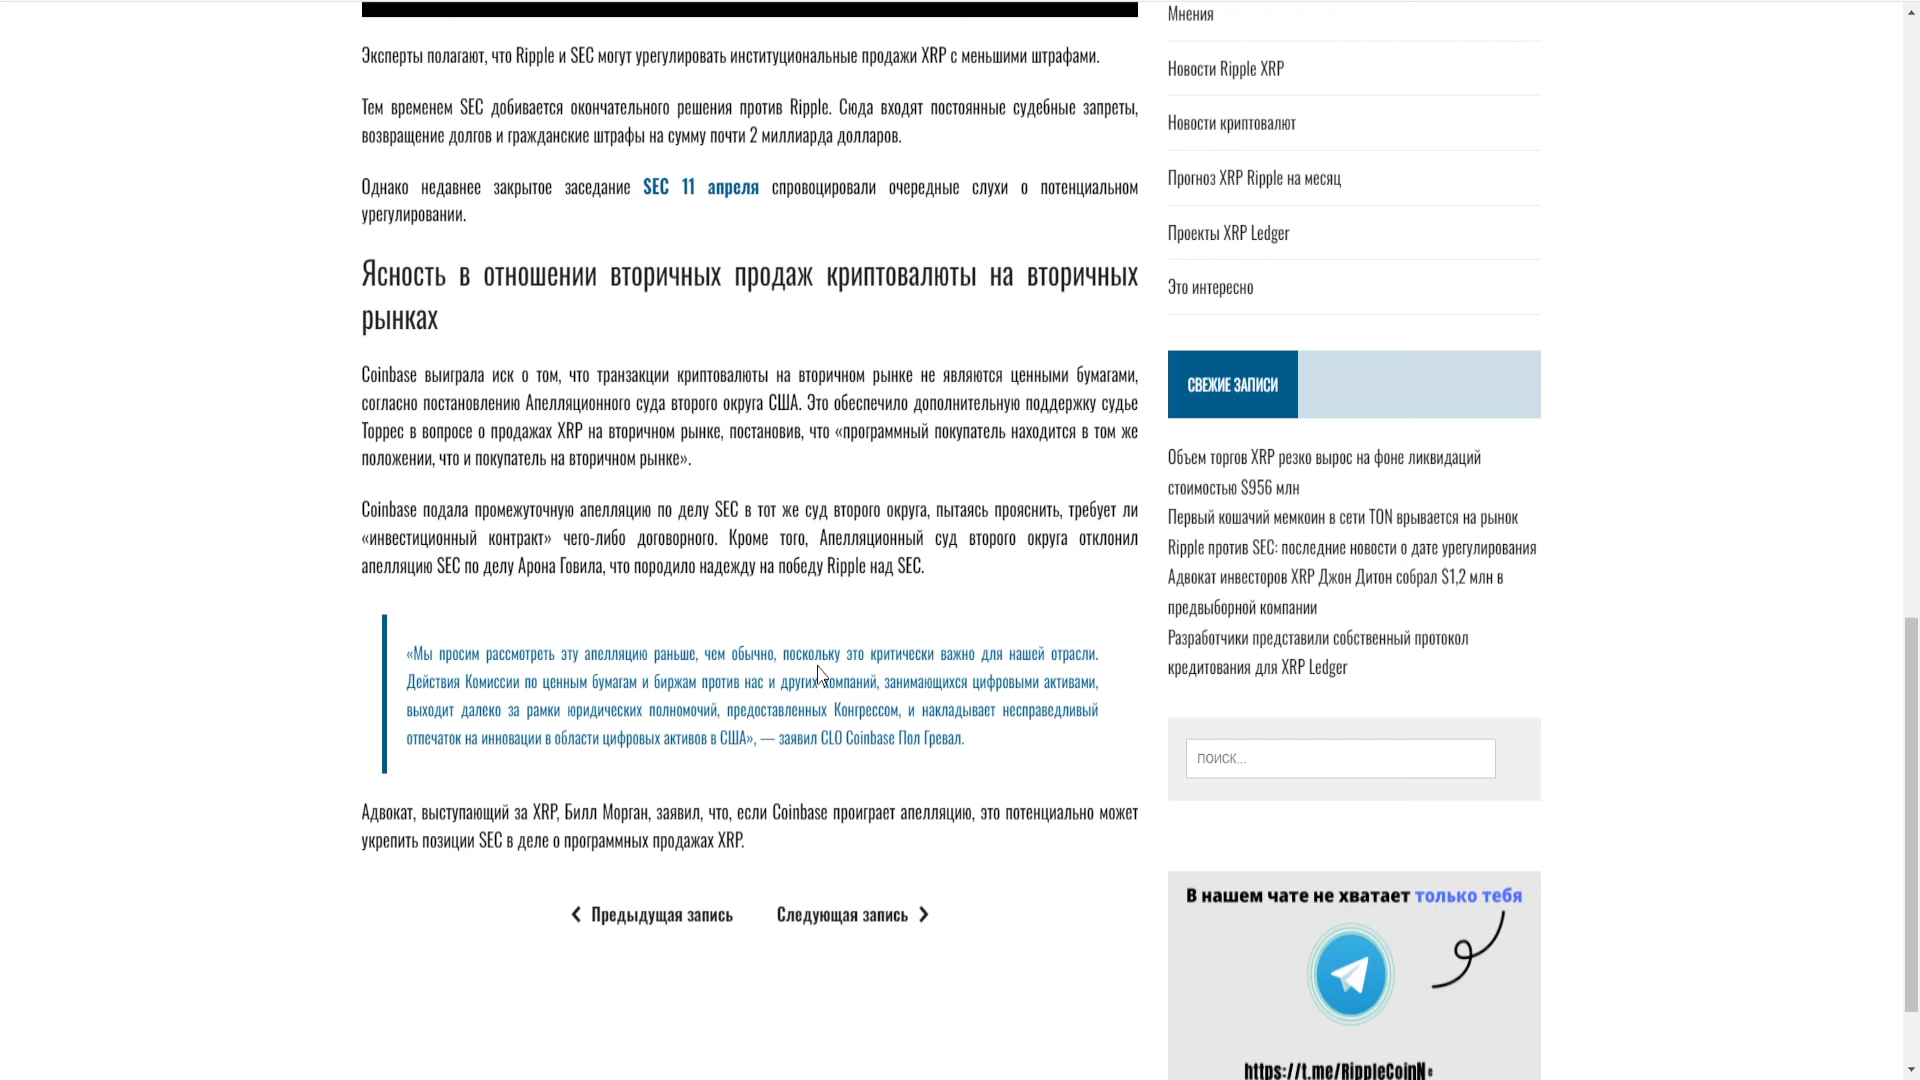 Эксперты полагают, что Ripple и SEC могут урегулировать институциональные продажи XRP с меньшими штрафами.
Тем временем SEC добивается окончательного решения против Ripple. Сюда входят постоянные судебные запреты,
возвращение долгов и гражданские штрафы на сумму почти 2 миллиарда долларов.
Однако недавнее закрытое заседание SEC 11 апреля спровоцировали очередные слухи о потенциальном
урегулировании.
Ясность в отношении вторичных продаж криптовалюты на вторичных
рынках
Coinbase выиграла иск о том, что транзакции криптовалюты на вторичном рынке не являются ценными бумагами,
согласно постановлению Апелляционного суда второго округа США. Это обеспечило дополнительную поддержку судье
Торрес в вопросе о продажах XRP на вторичном рынке, постановив, что «программный покупатель находится в том же
положении, что и покупатель на вторичном рынке».
Coinbase подала промежуточную апелляцию по делу SEC в тот же суд второго округа, пытаясь прояснить, требует ли
«инвестиционный контракт» чего-либо договорного. Кроме того, Апелляционный суд второго округа отклонил
апелляцию SEC по делу Арона Говила, что породило надежду на победу Ripple над SEC.
«Мы просим рассмотреть эту апелляцию раньше, чем обычно, поскольку это критически важно для нашей отрасли.
Действия Комиссии по ценным бумагам и биржам против нас и других компаний, занимающихся цифровыми активами,
выходит далеко за рамки юридических полномочий, предоставленных Конгрессом, и накладывает несправедливый
отпечаток на инновации в области цифровых активов в США», — заявил CLO Coinbase Пол Гревал.
Адвокат, выступающий за XRP, Билл Морган, заявил, что, если Coinbase проиграет апелляцию, это потенциально может
укрепить позиции SEC в деле о программных продажах XRP.
Предыдущая запись
Следующая запись
Мнения
Новости Ripple XRP
Новости криптовалют
Прогноз XRP Ripple на месяц
Проекты XRP Ledger
Это интересно
СВЕЖИЕ ЗАПИСИ
Объем торгов XRP резко вырос на фоне ликвидаций
стоимостью $956 млн
Первый кошачий мемкоин в сети TON врывается на рынок
Ripple против SEC: последние новости о дате урегулирования
Адвокат инвесторов XRP Джон Дитон собрал $1,2 млн в
предвыборной компании
Разработчики представили собственный протокол
кредитования для XRP Ledger
ПОИСК...
В нашем чате не хватает только тебя